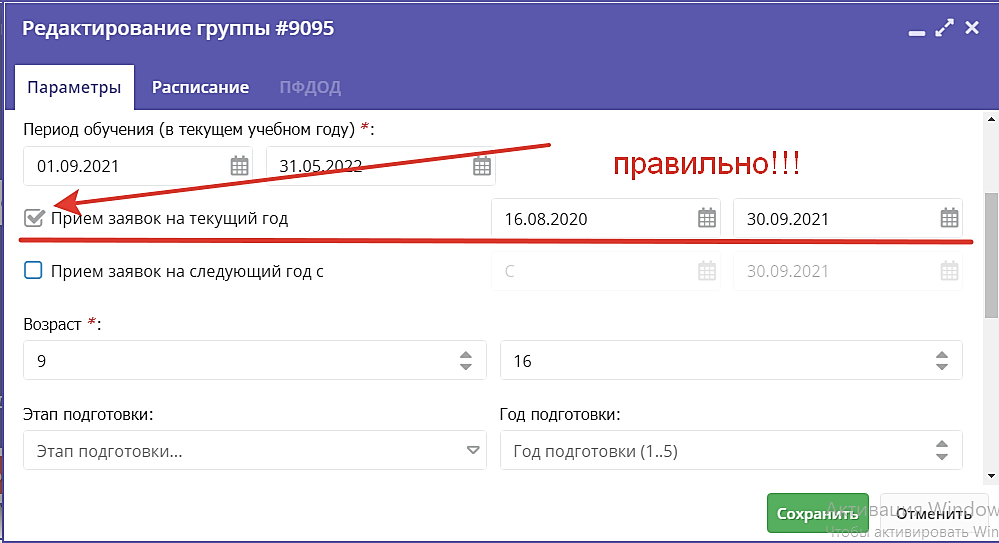 Редактирование группы #9095
Параметры Расписание ПФДОД
Период обучения (в текущем учебном году) *:
01.09.2021 31.05.2022
правильно!!!
Прием заявок на текущий год 16.08.2020 30.09.2021
Прием заявок на следующий год с С 30.09.2021
Возраст *:
9 16
Этап подготовки: Год подготовки:
Этап подготовки... Год подготовки (1..5)
Сохранить Отменить
Активация Window
Чтобы активировать Win